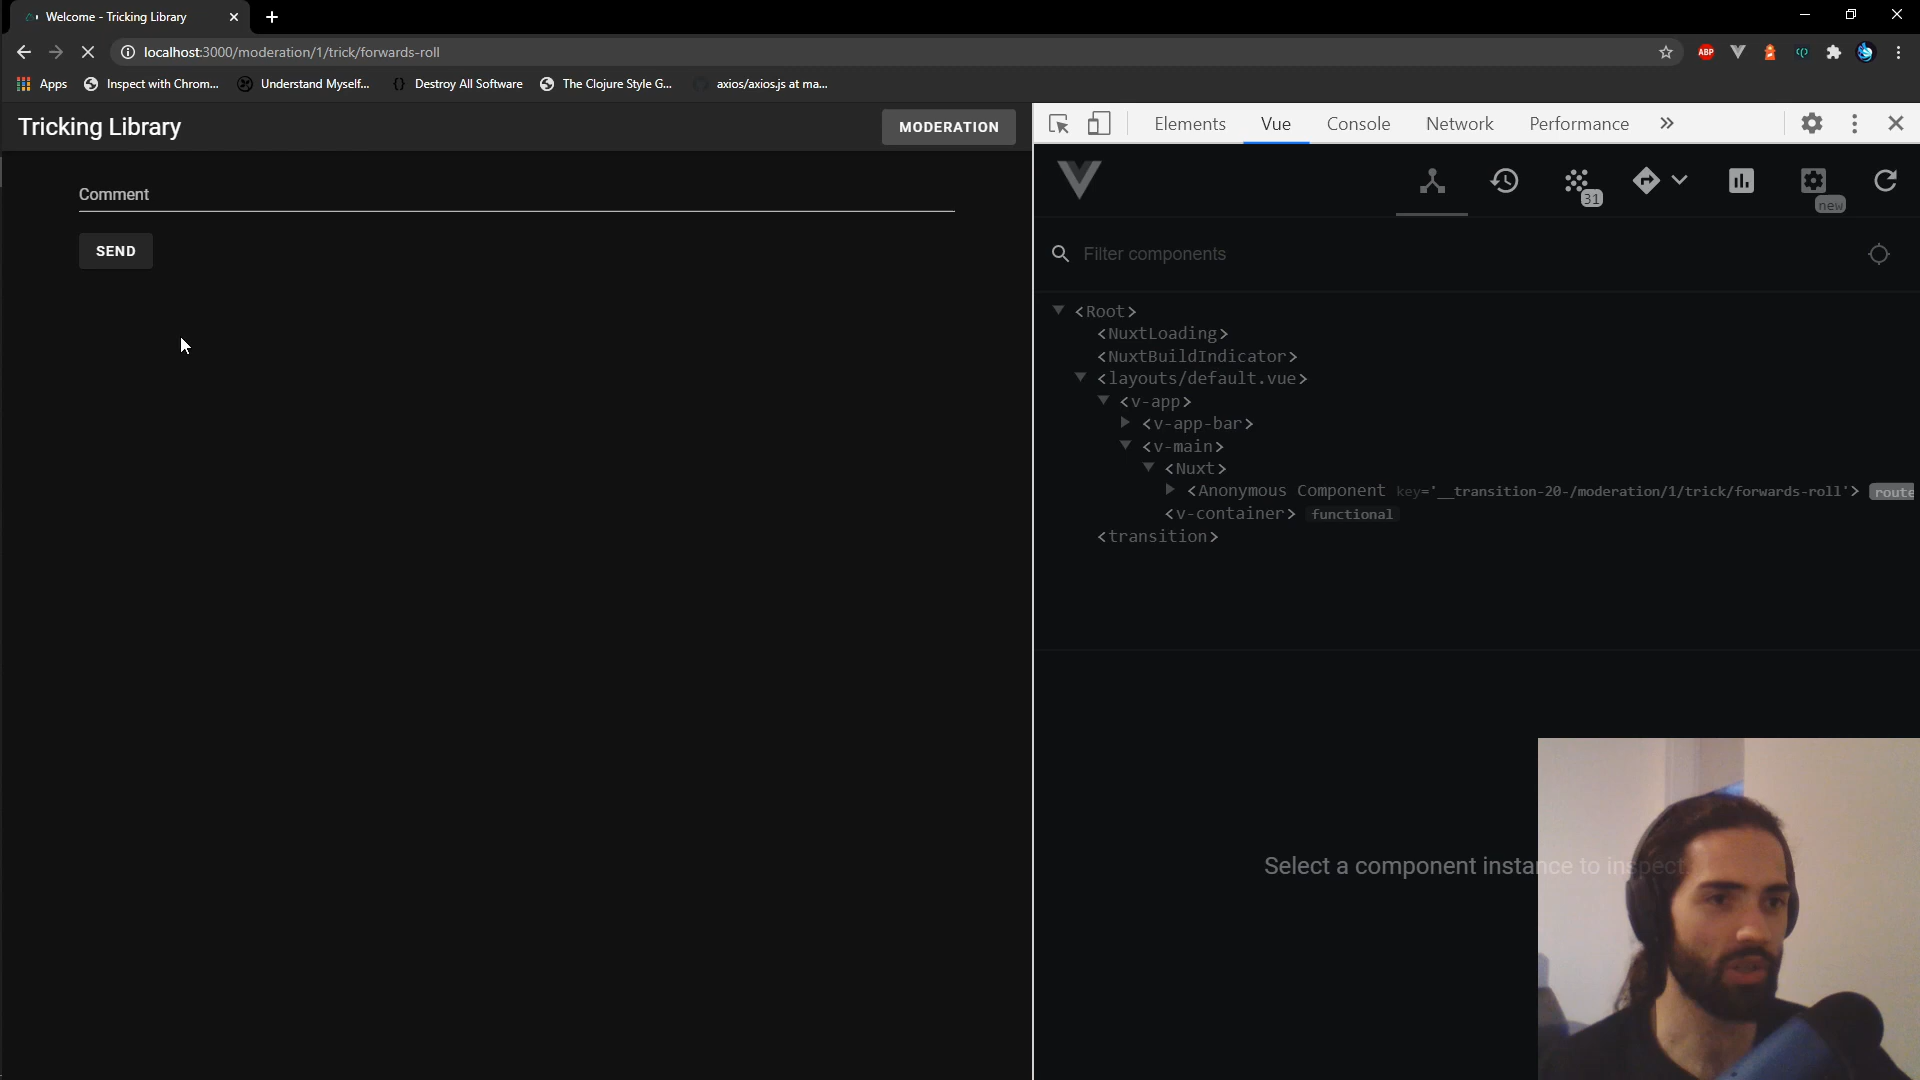 Welcome - Tricking Library
localhost:3000/moderation/1/trick/forwards-roll
ABP
Apps
Inspect with Chrom...
Understand Myself...
Destroy All Software
The Clojure Style G...
axios/axios.js at ma...
Tricking Library
MODERATION
Comment
SEND
Elements
Vue
Console
Network
Performance
31
new
Filter components
<Root>
<NuxtLoading>
<NuxtBuildIndicator>
<layouts/default.vue>
<v-app>
<v-app-bar>
<v-main>
<Nuxt>
<Anonymous Component key='__transition-20-/moderation/1/trick/forwards-roll'> route
<v-container> functional
<transition>
Select a component instance to inspect